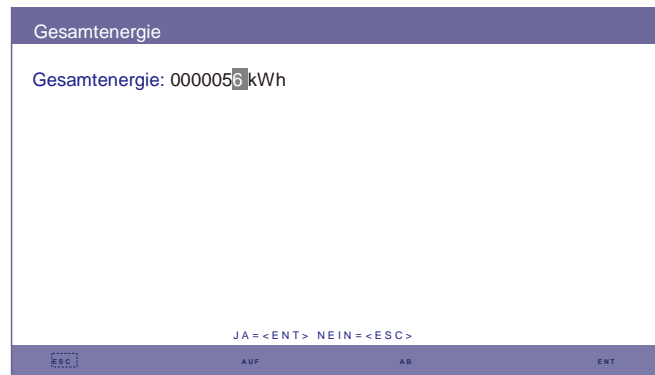 Gesamtenergie
Gesamtenergie: 0000056 kWh
JA=<ENT> NEIN=<ESC>
ESC AUF AB ENT